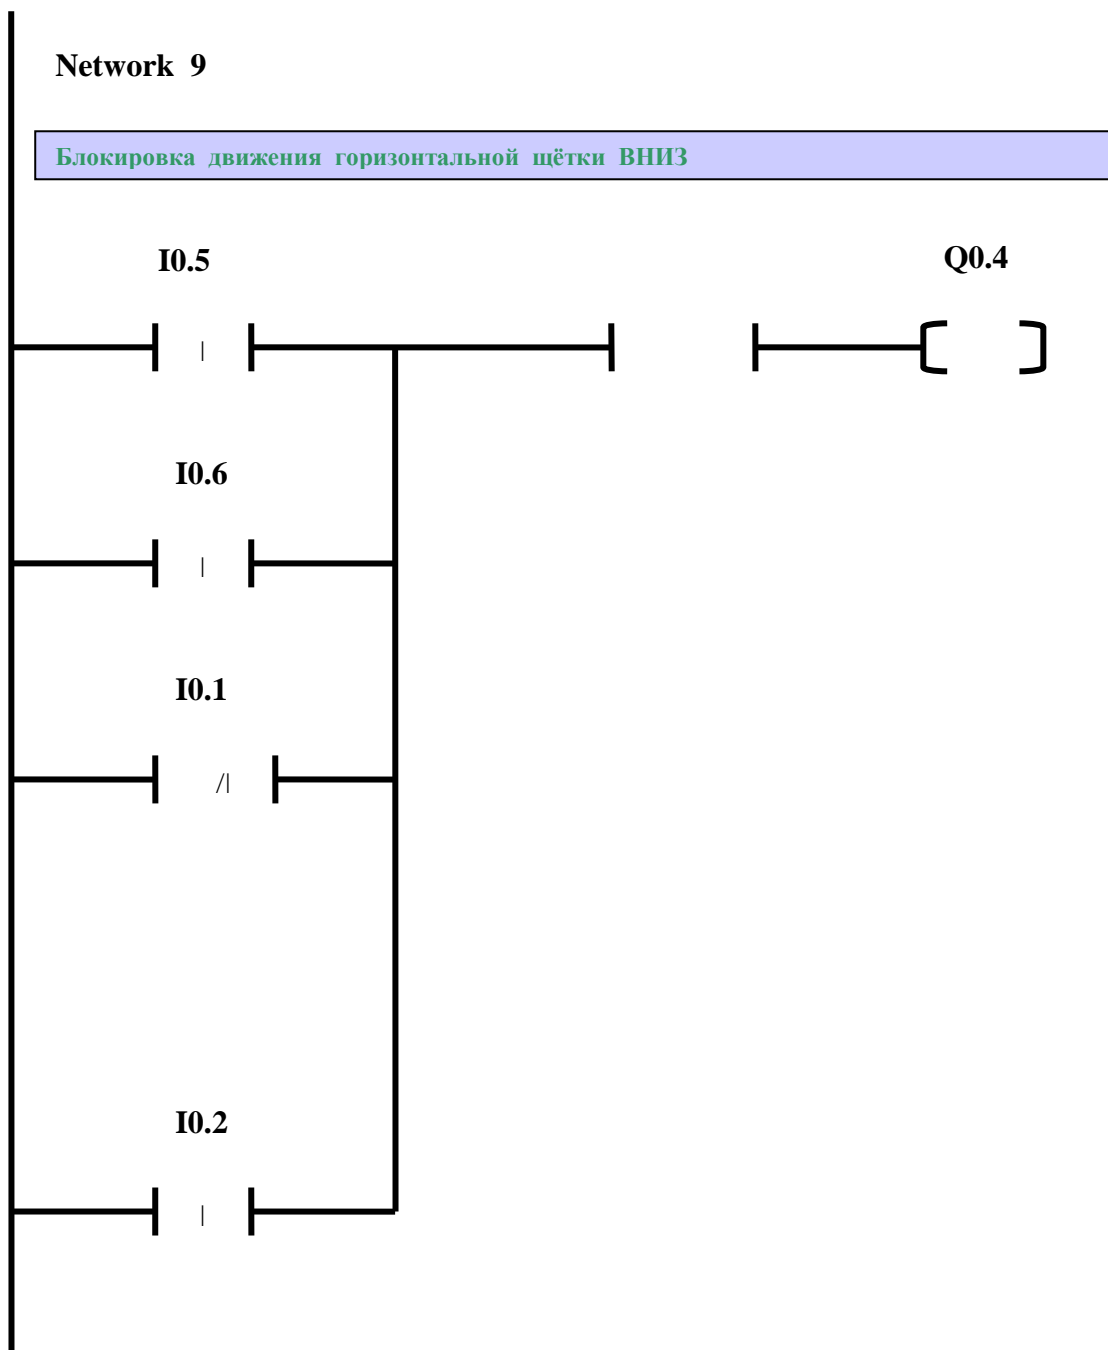 Network 9
Блокировка движения горизонтальной щётки ВНИЗ
I0.5 Q0.4
|
I0.6
|
I0.1
/|
I0.2
|